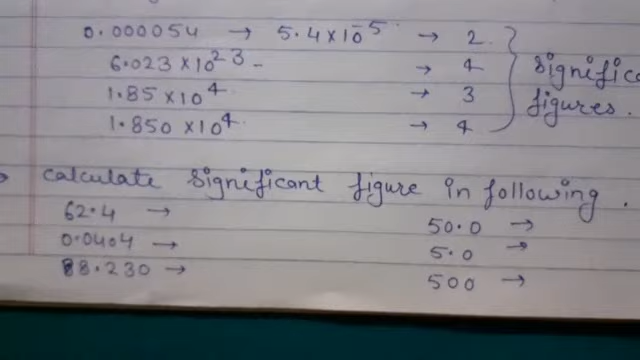 0.000054 → 5.4×10⁻⁵ → 2
6.023×10²³ → 4
1.85×10⁴ → 3
1.850×10⁴ → 4
figures.
calculate significant figure in following.
62.4 →
0.0404 →
88.230 →
50.0 →
5.0 →
500 →